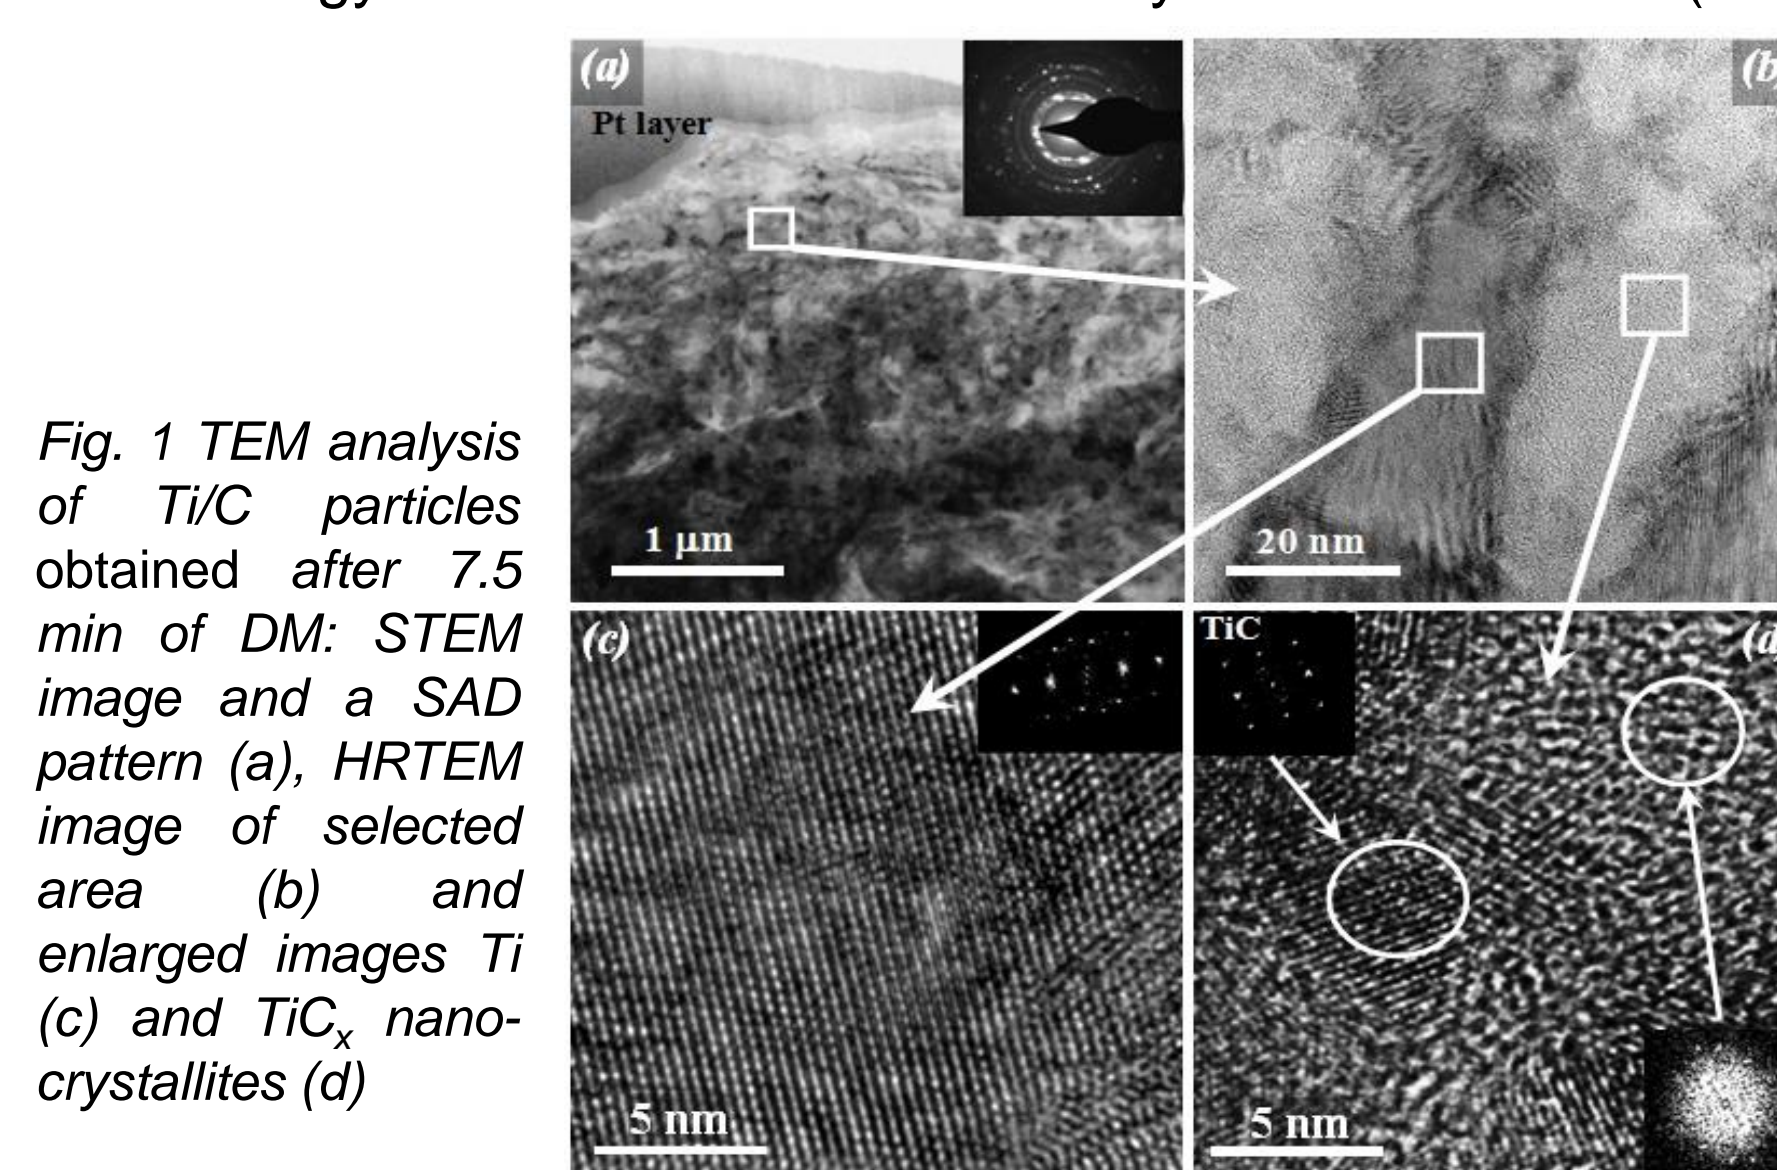 Fig. 1 TEM analysis
of Ti/C particles
obtained after 7.5
min of DM: STEM
image and a SAD
pattern (a), HRTEM
image of selected
area (b) and
enlarged images Ti
(c) and TiCx nano-
crystallites (d)
(a)
Pt layer
1 μm
(b
20 nm
(c)
5 nm
TiC
(d
5 nm